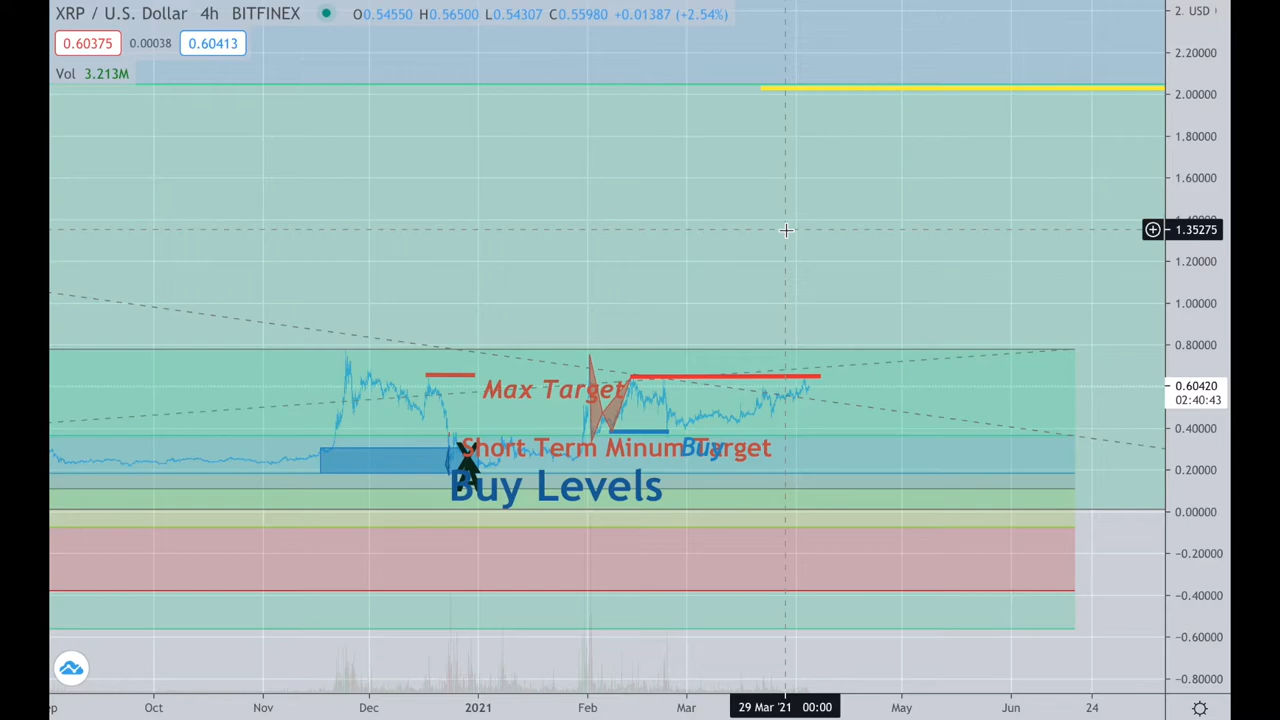 XRP / U.S. Dollar 4h BITFINEX O0.54550 H0.56500 L0.54307 C0.55980 +0.01387 (+2.54%)
0.60375 0.00038 0.60413
Vol 3.213M
USD
2.20000
2.00000
1.80000
1.60000
1.35275
1.20000
1.00000
0.80000
0.60420
02:40:43
0.40000
0.20000
0.00000
−0.20000
−0.40000
−0.60000
−0.80000
Max Target
Short Term Minum Target
Buy
Buy Levels
Oct Nov Dec 2021 Feb Mar 29 Mar '21 00:00 May Jun 24